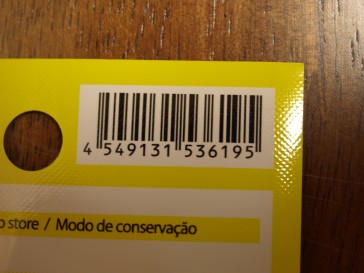 4 549131 536195
o store / Modo de conservação